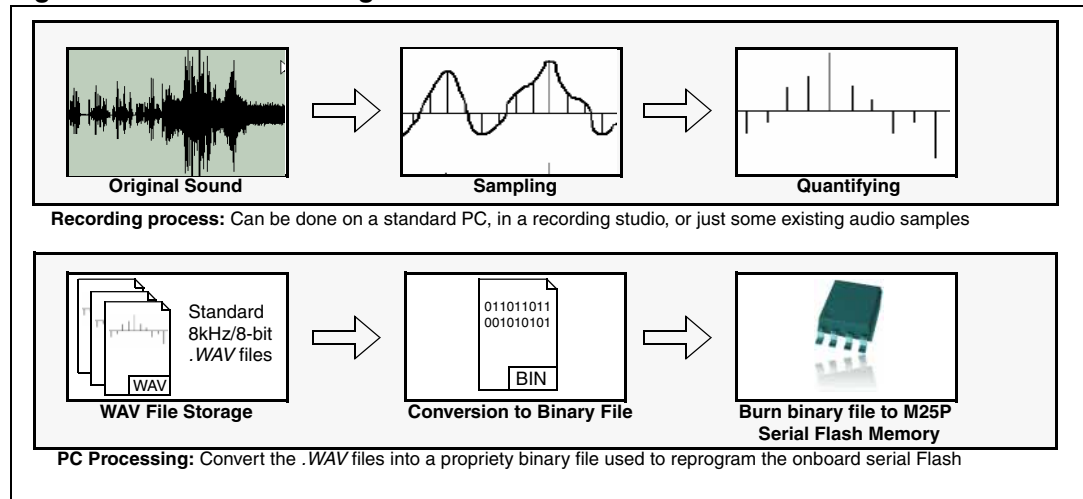 Original Sound
Sampling
Quantifying
Recording process: Can be done on a standard PC, in a recording studio, or just some existing audio samples
Standard
8kHz/8-bit
.WAV files
WAV
011011011
001010101
BIN
WAV File Storage
Conversion to Binary File
Burn binary file to M25P
Serial Flash Memory
PC Processing: Convert the .WAV files into a propriety binary file used to reprogram the onboard serial Flash